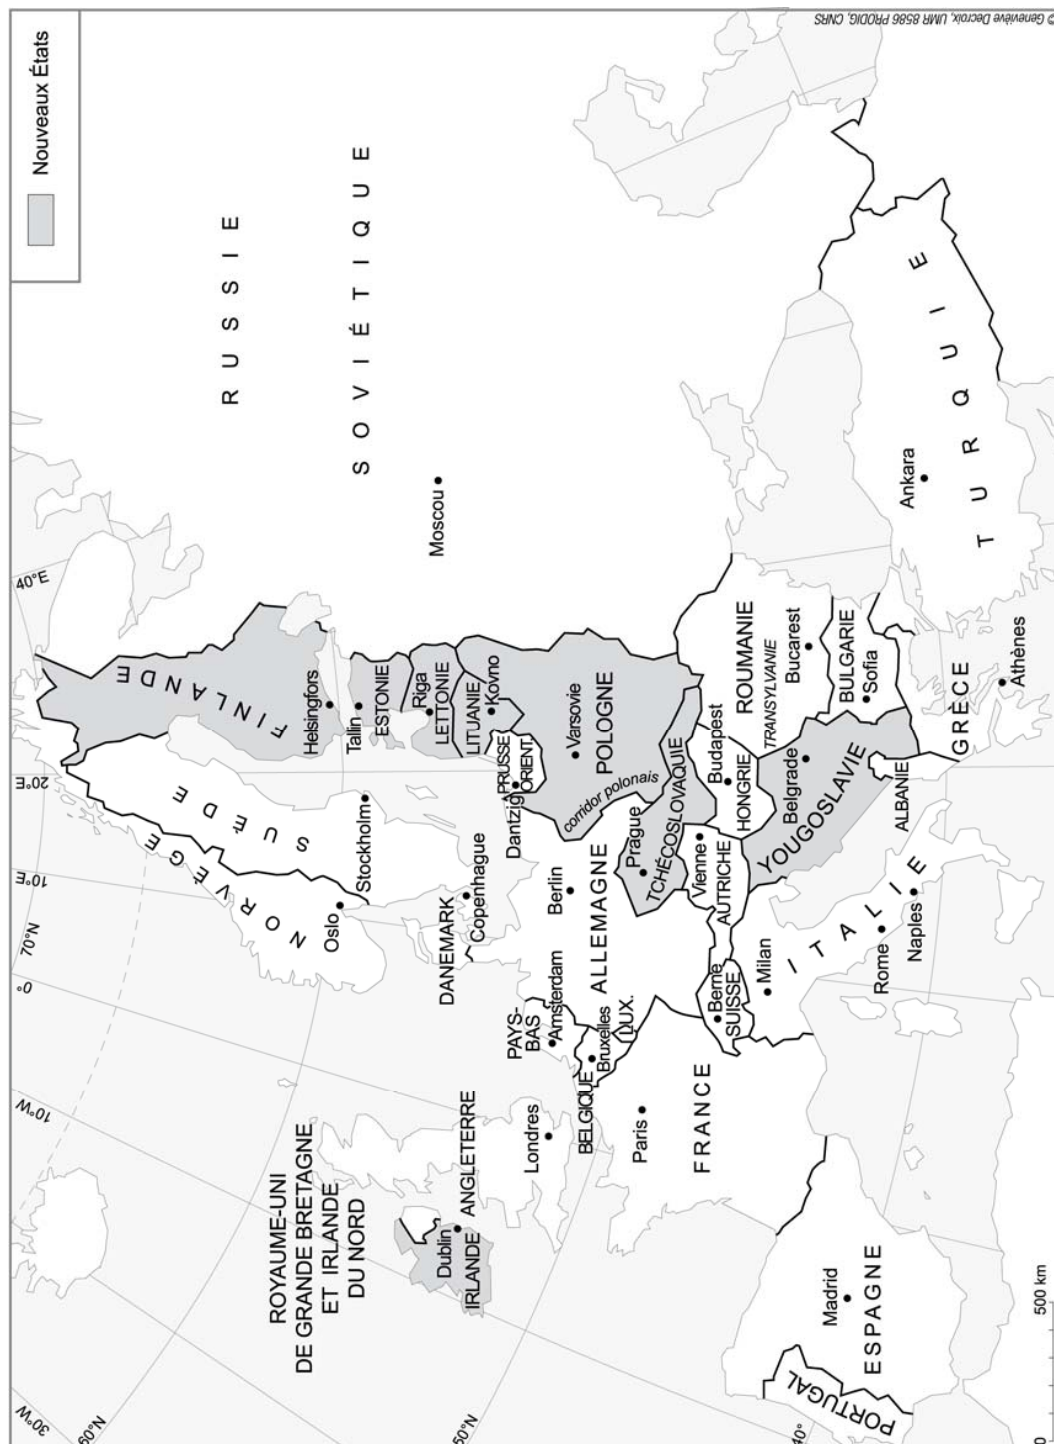 Nouveaux États
© Geneviève Decroix, UMR 8586 PRODIG, CNRS
RUSSIE
SOVIÉTIQUE
Moscou
40°E
20°E
10°E
70°N
0°
10°W
30°W
60°N
50°N
40°
NORVÈGE
Oslo
SUÈDE
Stockholm
FINLANDE
Helsingfors
Tallin
ESTONIE
Riga
LETTONIE
LITUANIE
Kovno
PRUSSE
ORIENT.
Dantzig
corridor polonais
Varsovie
POLOGNE
DANEMARK
Copenhague
ROYAUME-UNI
DE GRANDE BRETAGNE
ET IRLANDE
DU NORD
Dublin
IRLANDE
ANGLETERRE
Londres
PAYS-
BAS
Amsterdam
BELGIQUE
Bruxelles
LUX.
Berlin
ALLEMAGNE
Prague
TCHÉCOSLOVAQUIE
Vienne
AUTRICHE
Budapest
HONGRIE
ROUMANIE
TRANSYLVANIE
Bucarest
Paris
FRANCE
Berne
SUISSE
Milan
ITALIE
Rome
Naples
Belgrade
YOUGOSLAVIE
ALBANIE
BULGARIE
Sofia
GRÈCE
Athènes
Ankara
TURQUIE
Madrid
ESPAGNE
PORTUGAL
0
500 km